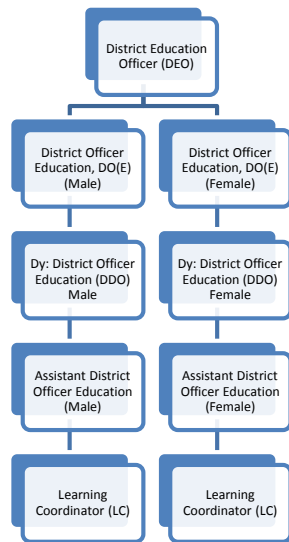 District Education
Officer (DEO)
District Officer
Education, DO(E)
(Male)
District Officer
Education, DO(E)
(Female)
Dy: District Officer
Education (DDO)
Male
Dy: District Officer
Education (DDO)
Female
Assistant District
Officer Education
(Male)
Assistant District
Officer Education
(Female)
Learning
Coordinator (LC)
Learning
Coordinator (LC)